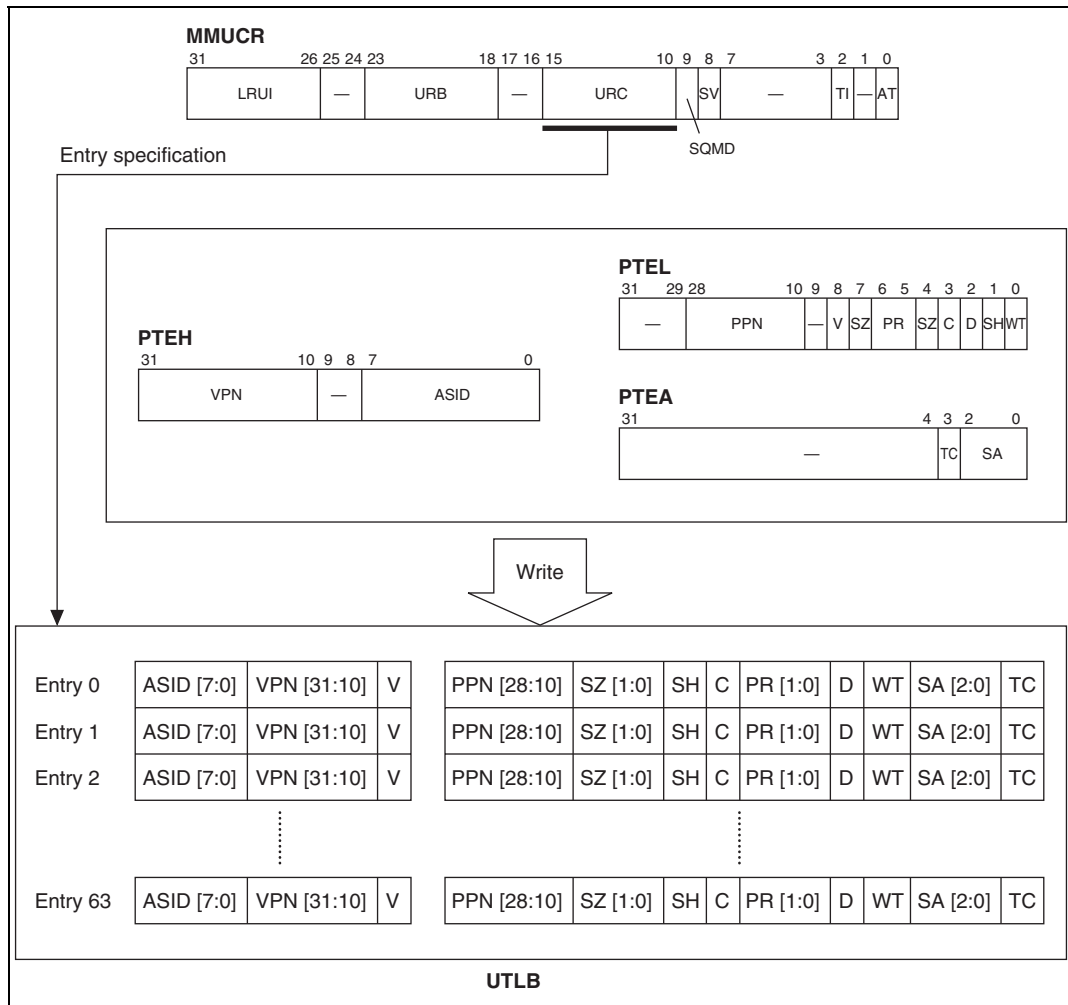 MMUCR
31 26 25 24 23 18 17 16 15 10 9 8 7 3 2 1 0
LRUI — URB — URC SV — TI — AT
SQMD
Entry specification
PTEL
31 29 28 10 9 8 7 6 5 4 3 2 1 0
— PPN — V SZ PR SZ C D SH WT
PTEH
31 10 9 8 7 0
VPN — ASID
PTEA
31 4 3 2 0
— TC SA
Write
Entry 0 ASID [7:0] VPN [31:10] V PPN [28:10] SZ [1:0] SH C PR [1:0] D WT SA [2:0] TC
Entry 1 ASID [7:0] VPN [31:10] V PPN [28:10] SZ [1:0] SH C PR [1:0] D WT SA [2:0] TC
Entry 2 ASID [7:0] VPN [31:10] V PPN [28:10] SZ [1:0] SH C PR [1:0] D WT SA [2:0] TC
Entry 63 ASID [7:0] VPN [31:10] V PPN [28:10] SZ [1:0] SH C PR [1:0] D WT SA [2:0] TC
UTLB